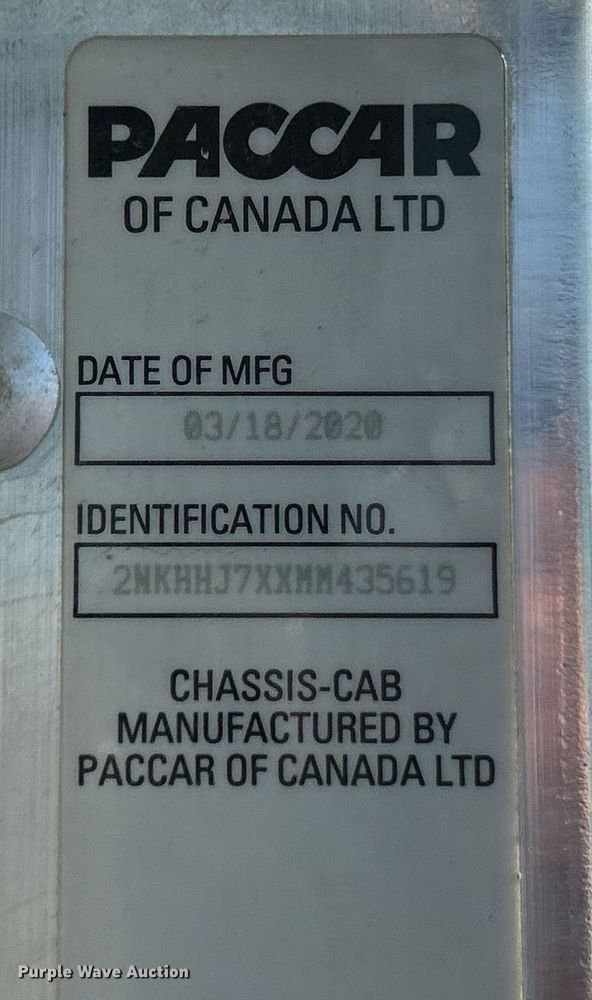 PACCAR
OF CANADA LTD
DATE OF MFG
03/18/2020
IDENTIFICATION NO.
2NKHHJ7XXMM435619
CHASSIS-CAB
MANUFACTURED BY
PACCAR OF CANADA LTD
Purple Wave Auction